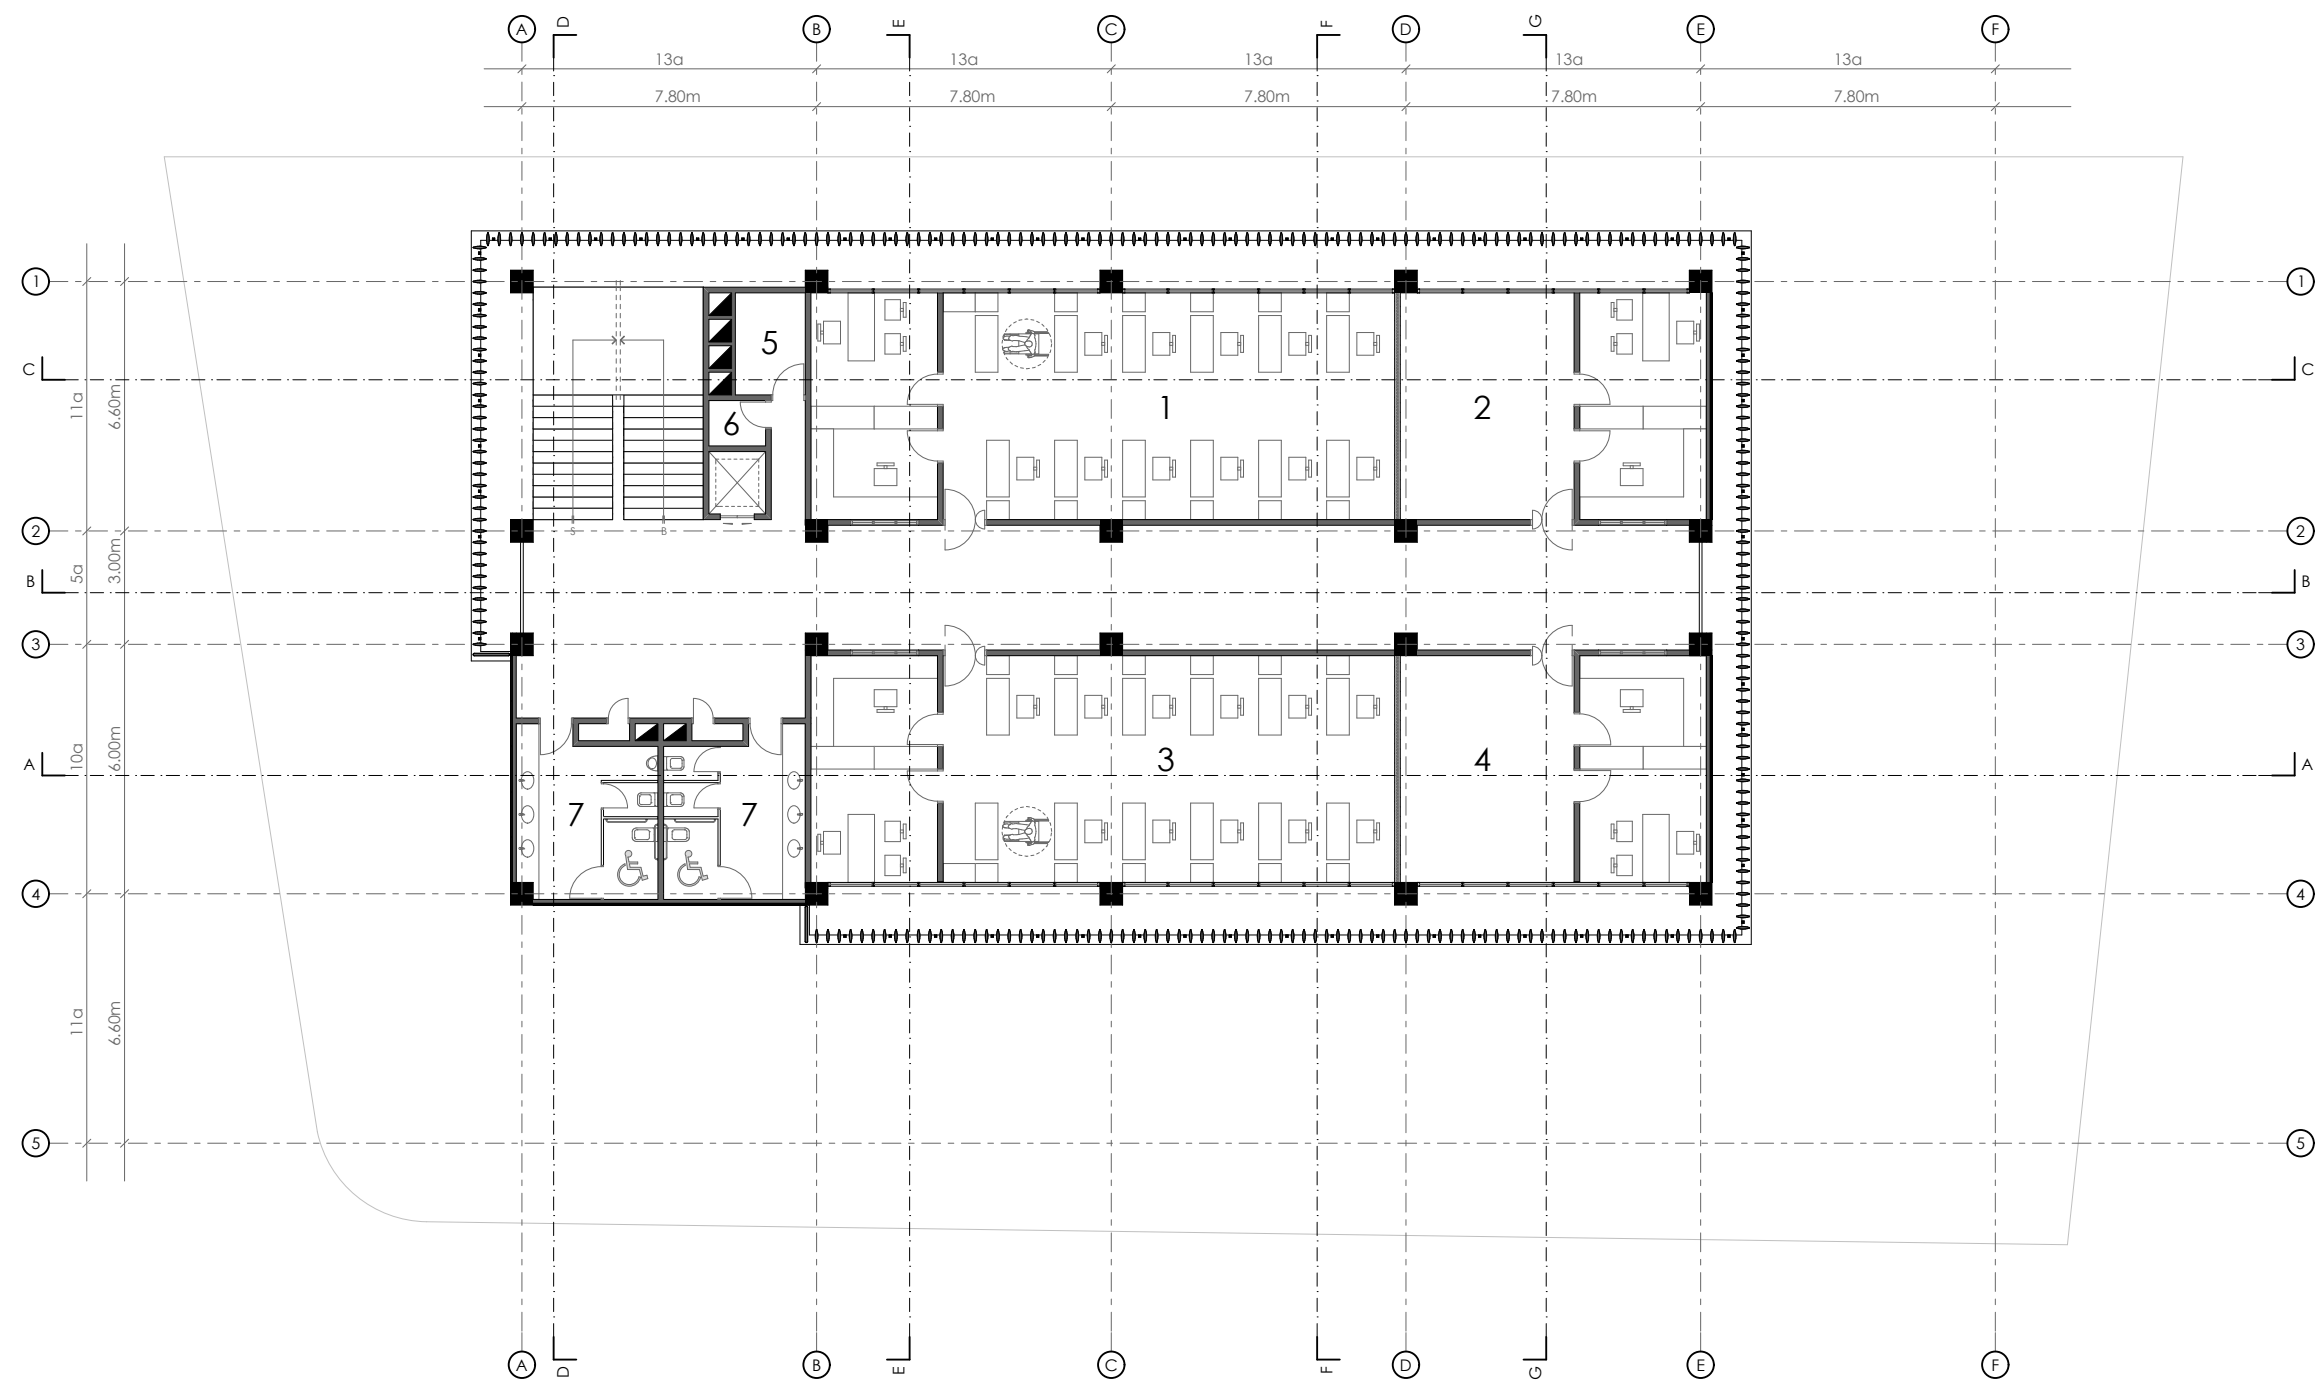 A D B E C F D G E F
13a 13a 13a 13a 13a
7.80m 7.80m 7.80m 7.80m 7.80m
1 1
5
C C
11a 6.60m
6 1 2
2 2
S B
5a 3.00m
B B
3 3
10a 6.00m
3 4
A A
7 7
4 4
11a 6.60m
5 5
A D B E C F D G E F